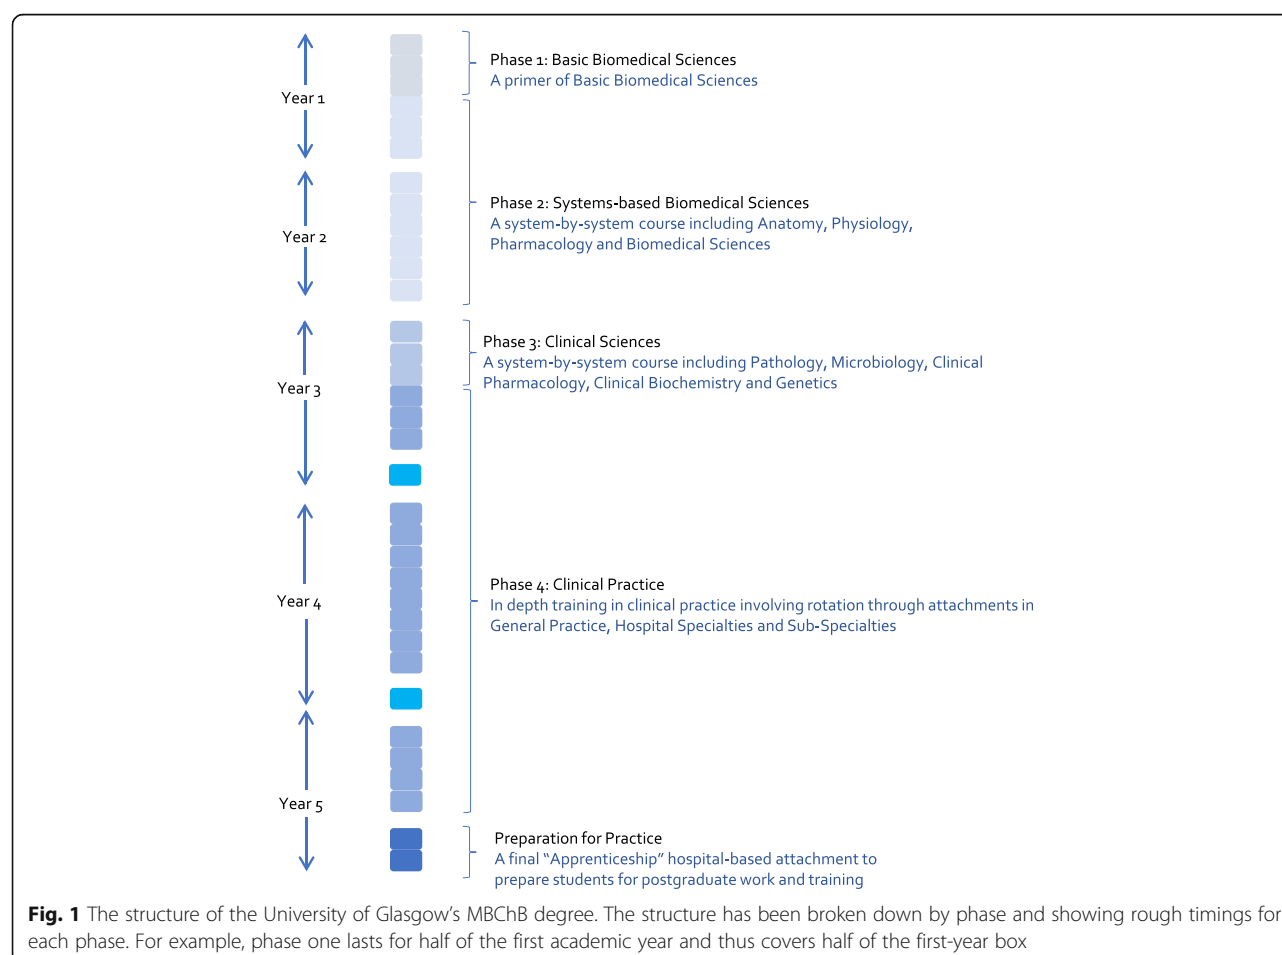 Phase 1: Basic Biomedical Sciences
A primer of Basic Biomedical Sciences
Year 1
Phase 2: Systems-based Biomedical Sciences
A system-by-system course including Anatomy, Physiology,
Pharmacology and Biomedical Sciences
Year 2
Phase 3: Clinical Sciences
A system-by-system course including Pathology, Microbiology, Clinical
Pharmacology, Clinical Biochemistry and Genetics
Year 3
Phase 4: Clinical Practice
In depth training in clinical practice involving rotation through attachments in
General Practice, Hospital Specialties and Sub-Specialties
Year 4
Year 5
Preparation for Practice
A final “Apprenticeship” hospital-based attachment to
prepare students for postgraduate work and training
Fig. 1 The structure of the University of Glasgow’s MBChB degree. The structure has been broken down by phase and showing rough timings for
each phase. For example, phase one lasts for half of the first academic year and thus covers half of the first-year box